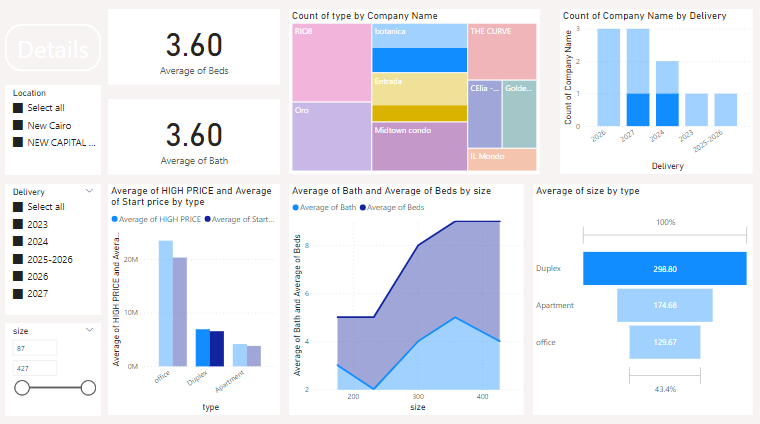 Details
Location
Select all
New Cairo
NEW CAPITAL ...
3.60
Average of Beds
3.60
Average of Bath
Count of type by Company Name
RIO8
botanica
THE CURVE
Entrada
CElia -...
Golde...
Oro
Midtown condo
IL Mondo
Count of Company Name by Delivery
Count of Company Name
3
2
1
0
2026
2027
2024
2023
2025-2026
Delivery
Delivery
Select all
2023
2024
2025-2026
2026
2027
size
87
427
Average of HIGH PRICE and Average
of Start price by type
Average of HIGH PRICE
Average of Start...
Average of HIGH PRICE and Avera...
20M
10M
0M
office
Duplex
Apartment
type
Average of Bath and Average of Beds by size
Average of Bath
Average of Beds
Average of Bath and Average of Beds
8
6
4
2
200
300
400
size
Average of size by type
100%
Duplex
298.80
Apartment
174.68
office
129.67
43.4%